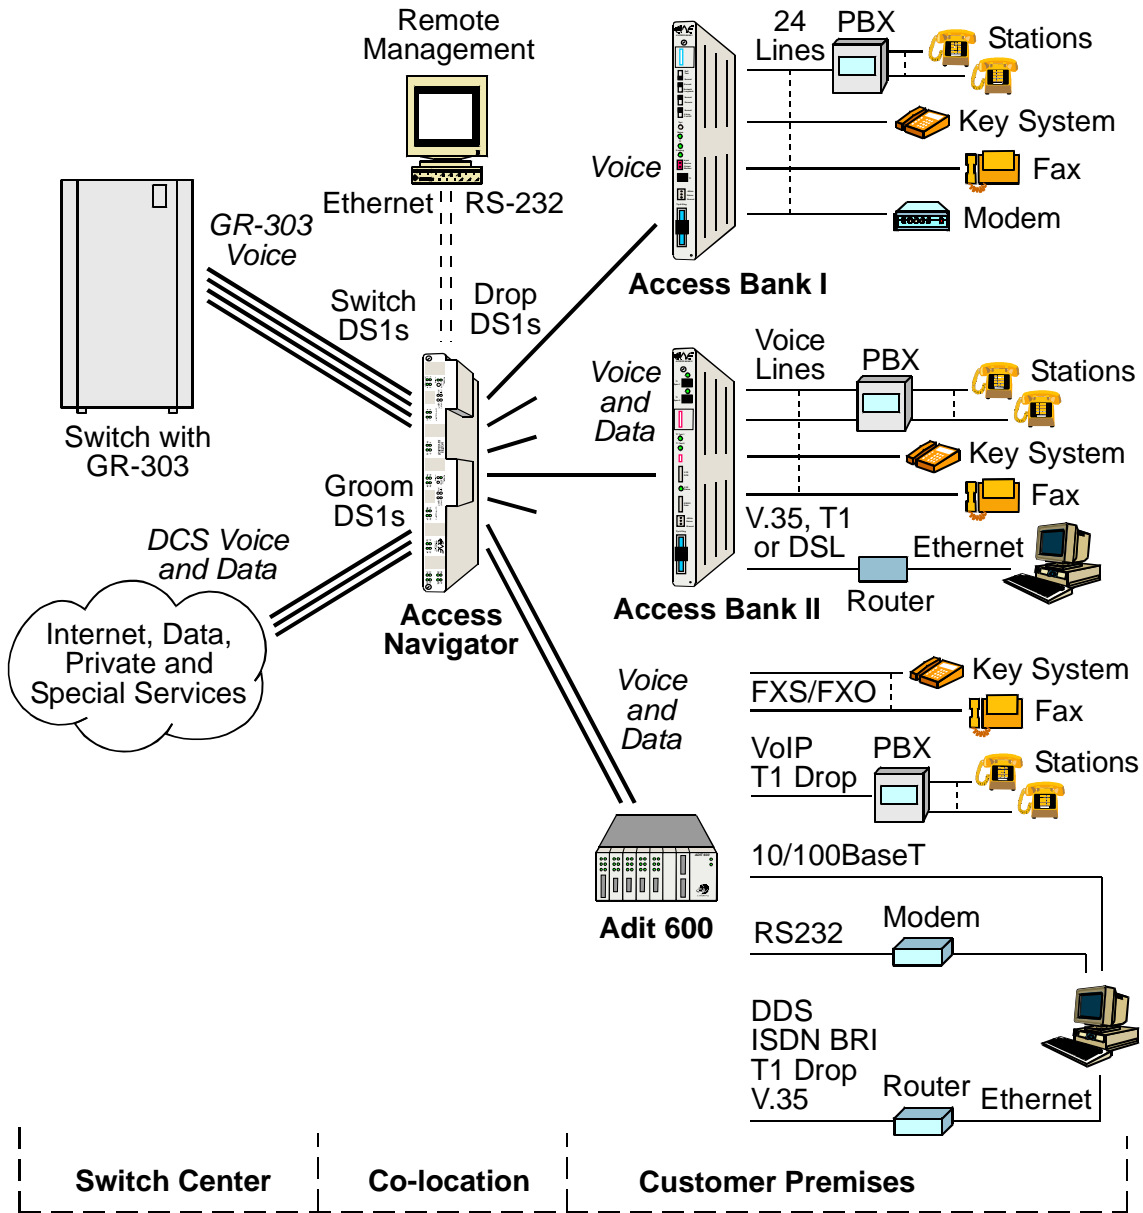 Remote
Management
Ethernet
RS-232
GR-303
Voice
Switch
DS1s
Drop
DS1s
Switch with
GR-303
Groom
DS1s
DCS Voice
and Data
Internet, Data,
Private and
Special Services
Access
Navigator
Voice
24
Lines
PBX
Stations
Key System
Fax
Modem
Access Bank I
Voice
and
Data
Voice
Lines
PBX
Stations
Key System
Fax
V.35, T1
or DSL
Ethernet
Router
Access Bank II
Voice
and
Data
Key System
FXS/FXO
Fax
VoIP
T1 Drop
PBX
Stations
10/100BaseT
Adit 600
RS232
Modem
DDS
ISDN BRI
T1 Drop
V.35
Router
Ethernet
Switch Center
Co-location
Customer Premises